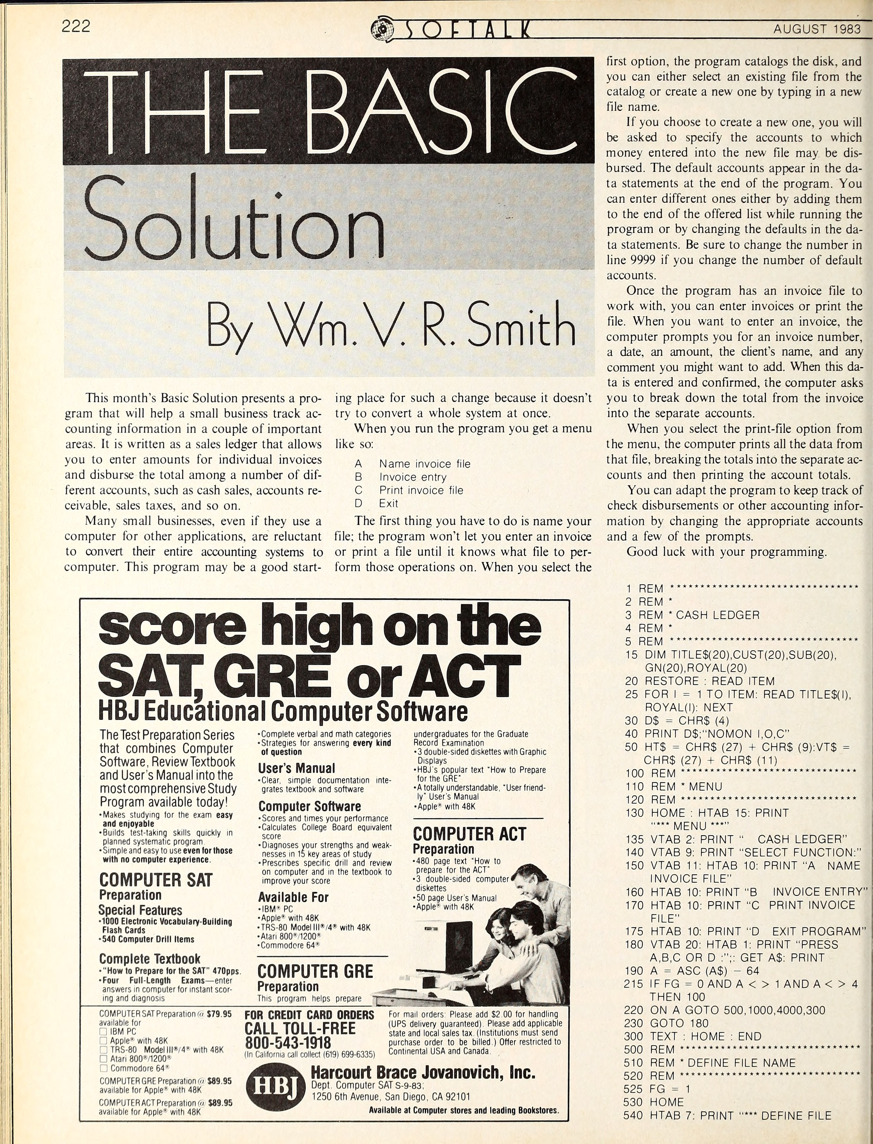 222
SOFTALK
AUGUST 1983
THE BASIC
Solution
By Wm. V. R. Smith
This month's Basic Solution presents a pro-
gram that will help a small business track ac-
counting information in a couple of important
areas. It is written as a sales ledger that allows
you to enter amounts for individual invoices
and disburse the total among a number of dif-
ferent accounts, such as cash sales, accounts re-
ceivable, sales taxes, and so on.
Many small businesses, even if they use a
computer for other applications, are reluctant
to convert their entire accounting systems to
computer. This program may be a good start-
ing place for such a change because it doesn't
try to convert a whole system at once.
When you run the program you get a menu
like so:
A Name invoice file
B Invoice entry
C Print invoice file
D Exit
The first thing you have to do is name your
file; the program won't let you enter an invoice
or print a file until it knows what file to per-
form those operations on. When you select the
first option, the program catalogs the disk, and
you can either select an existing file from the
catalog or create a new one by typing in a new
file name.
If you choose to create a new one, you will
be asked to specify the accounts to which
money entered into the new file may be dis-
bursed. The default accounts appear in the da-
ta statements at the end of the program. You
can enter different ones either by adding them
to the end of the offered list while running the
program or by changing the defaults in the da-
ta statements. Be sure to change the number in
line 9999 if you change the number of default
accounts.
Once the program has an invoice file to
work with, you can enter invoices or print the
file. When you want to enter an invoice, the
computer prompts you for an invoice number,
a date, an amount, the client's name, and any
comment you might want to add. When this da-
ta is entered and confirmed, the computer asks
you to break down the total from the invoice
into the separate accounts.
When you select the print-file option from
the menu, the computer prints all the data from
that file, breaking the totals into the separate ac-
counts and then printing the account totals.
You can adapt the program to keep track of
check disbursements or other accounting infor-
mation by changing the appropriate accounts
and a few of the prompts.
Good luck with your programming.
1 REM *******************************
2 REM *
3 REM * CASH LEDGER
4 REM *
5 REM *******************************
15 DIM TITLE$(20),CUST(20),SUB(20),
GN(20),ROYAL(20)
20 RESTORE : READ ITEM
25 FOR I = 1 TO ITEM: READ TITLE$(I),
ROYAL(I): NEXT
30 D$ = CHR$ (4)
40 PRINT D$;"NOMON I,O,C"
50 HT$ = CHR$ (27) + CHR$ (9):VT$ =
CHR$ (27) + CHR$ (11)
100 REM *****************************
110 REM * MENU
120 REM *****************************
130 HOME : HTAB 15: PRINT
"*** MENU ***"
135 VTAB 2: PRINT " CASH LEDGER"
140 VTAB 9: PRINT "SELECT FUNCTION:"
150 VTAB 11: HTAB 10: PRINT "A NAME
INVOICE FILE"
160 HTAB 10: PRINT "B INVOICE ENTRY"
170 HTAB 10: PRINT "C PRINT INVOICE
FILE"
175 HTAB 10: PRINT "D EXIT PROGRAM"
180 VTAB 20: HTAB 1: PRINT "PRESS
A,B,C OR D :";: GET A$: PRINT
190 A = ASC (A$) − 64
215 IF FG = 0 AND A < > 1 AND A < > 4
THEN 100
220 ON A GOTO 500,1000,4000,300
230 GOTO 180
300 TEXT : HOME : END
500 REM *****************************
510 REM * DEFINE FILE NAME
520 REM *****************************
525 FG = 1
530 HOME
540 HTAB 7: PRINT "*** DEFINE FILE
score high on the
SAT, GRE or ACT
HBJ Educational Computer Software
The Test Preparation Series
that combines Computer
Software, Review Textbook
and User's Manual into the
most comprehensive Study
Program available today!
•Makes studying for the exam easy
and enjoyable
•Builds test-taking skills quickly in
planned systematic program.
•Simple and easy to use even for those
with no computer experience.
COMPUTER SAT
Preparation
Special Features
•1000 Electronic Vocabulary-Building
Flash Cards
•540 Computer Drill Items
Complete Textbook
•"How to Prepare for the SAT" 470pps.
•Four Full-Length Exams—enter
answers in computer for instant scor-
ing and diagnosis
•Complete verbal and math categories
•Strategies for answering every kind
of question
User's Manual
•Clear, simple documentation inte-
grates textbook and software
Computer Software
•Scores and times your performance
•Calculates College Board equivalent
score
•Diagnoses your strengths and weak-
nesses in 15 key areas of study
•Prescribes specific drill and review
on computer and in the textbook to
improve your score
Available For
•IBM® PC
•Apple® with 48K
•TRS-80 Model III®/4® with 48K
•Atari 800®/1200®
•Commodore 64®
COMPUTER GRE
Preparation
This program helps prepare
undergraduates for the Graduate
Record Examination
•3 double-sided diskettes with Graphic
Displays
•HBJ's popular text "How to Prepare
for the GRE"
•A totally understandable, "User friend-
ly" User's Manual
•Apple® with 48K
COMPUTER ACT
Preparation
•480 page text "How to
prepare for the ACT"
•3 double-sided computer
diskettes
•50 page User's Manual
•Apple® with 48K
COMPUTER SAT Preparation @ $79.95
available for
☐ IBM PC
☐ Apple® with 48K
☐ TRS-80 Model III®/4® with 48K
☐ Atari 800®/1200®
☐ Commodore 64®
COMPUTER GRE Preparation @ $89.95
available for Apple® with 48K
COMPUTER ACT Preparation @ $89.95
available for Apple® with 48K
FOR CREDIT CARD ORDERS
CALL TOLL-FREE
800-543-1918
(In California call collect (619) 699-6335)
For mail orders: Please add $2.00 for handling
(UPS delivery guaranteed). Please add applicable
state and local sales tax. (Institutions must send
purchase order to be billed.) Offer restricted to
Continental USA and Canada.
HBJ
Harcourt Brace Jovanovich, Inc.
Dept. Computer SAT S-9-83;
1250 6th Avenue, San Diego, CA 92101
Available at Computer stores and leading Bookstores.